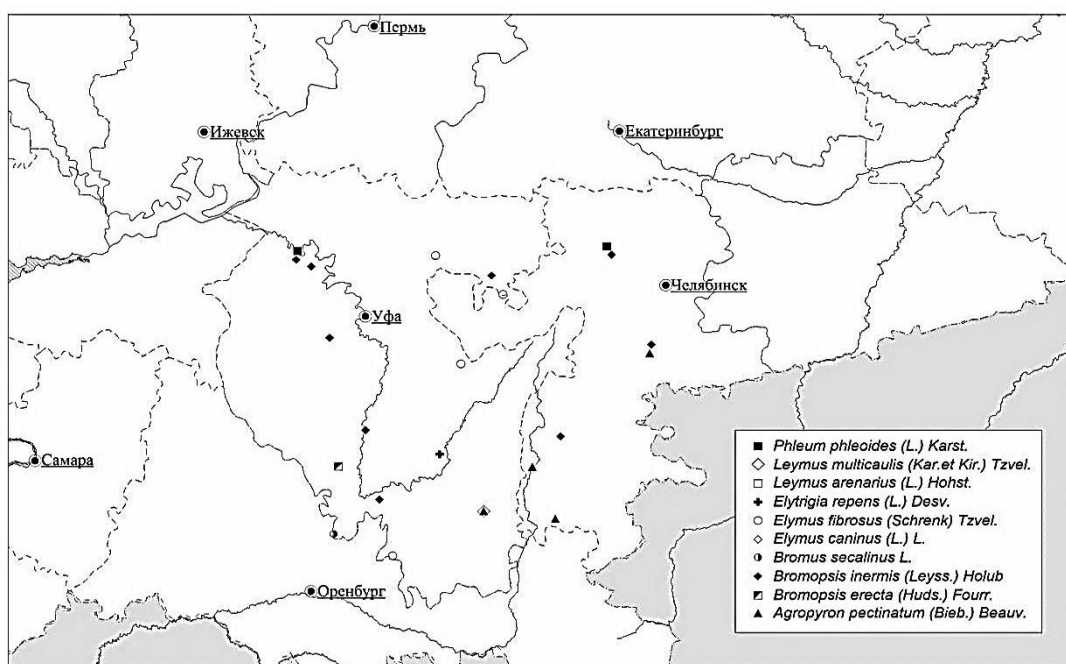 Пермь
Ижевск
Екатеринбург
Челябинск
Уфа
Самара
Оренбург
Phleum phleoides (L.) Karst.
Leymus multicaulis (Kar.et Kir.) Tzvel.
Leymus arenarius (L.) Hohst.
Elytrigia repens (L.) Desv.
Elymus fibrosus (Schrenk) Tzvel.
Elymus caninus (L.) L.
Bromus secalinus L.
Bromopsis inermis (Leyss.) Holub
Bromopsis erecta (Huds.) Fourr.
Agropyron pectinatum (Bieb.) Beauv.